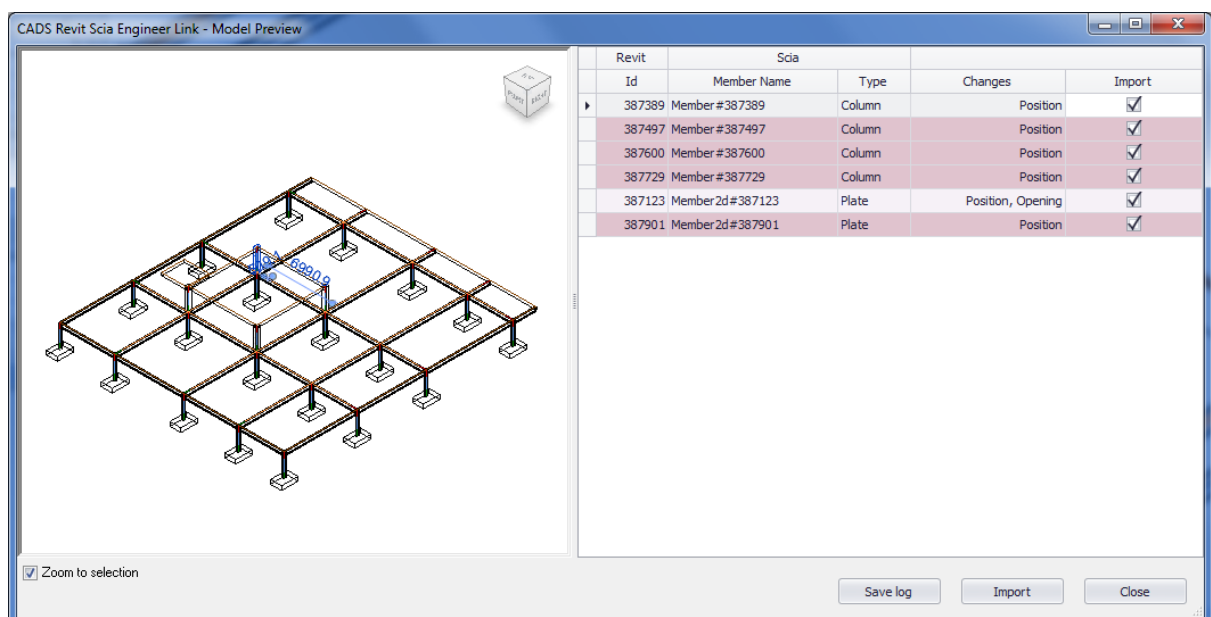 CADS Revit Scia Engineer Link - Model Preview
Revit Scia
Id Member Name Type Changes Import
387389 Member#387389 Column Position
387497 Member#387497 Column Position
387600 Member#387600 Column Position
387729 Member#387729 Column Position
387123 Member2d#387123 Plate Position, Opening
387901 Member2d#387901 Plate Position
6990.9
Zoom to selection
Save log Import Close